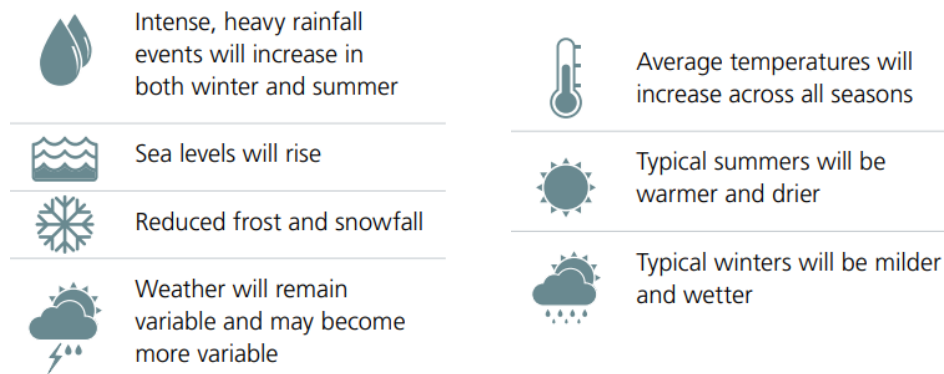 Intense, heavy rainfall
events will increase in
both winter and summer
Sea levels will rise
Reduced frost and snowfall
Weather will remain
variable and may become
more variable
Average temperatures will
increase across all seasons
Typical summers will be
warmer and drier
Typical winters will be milder
and wetter